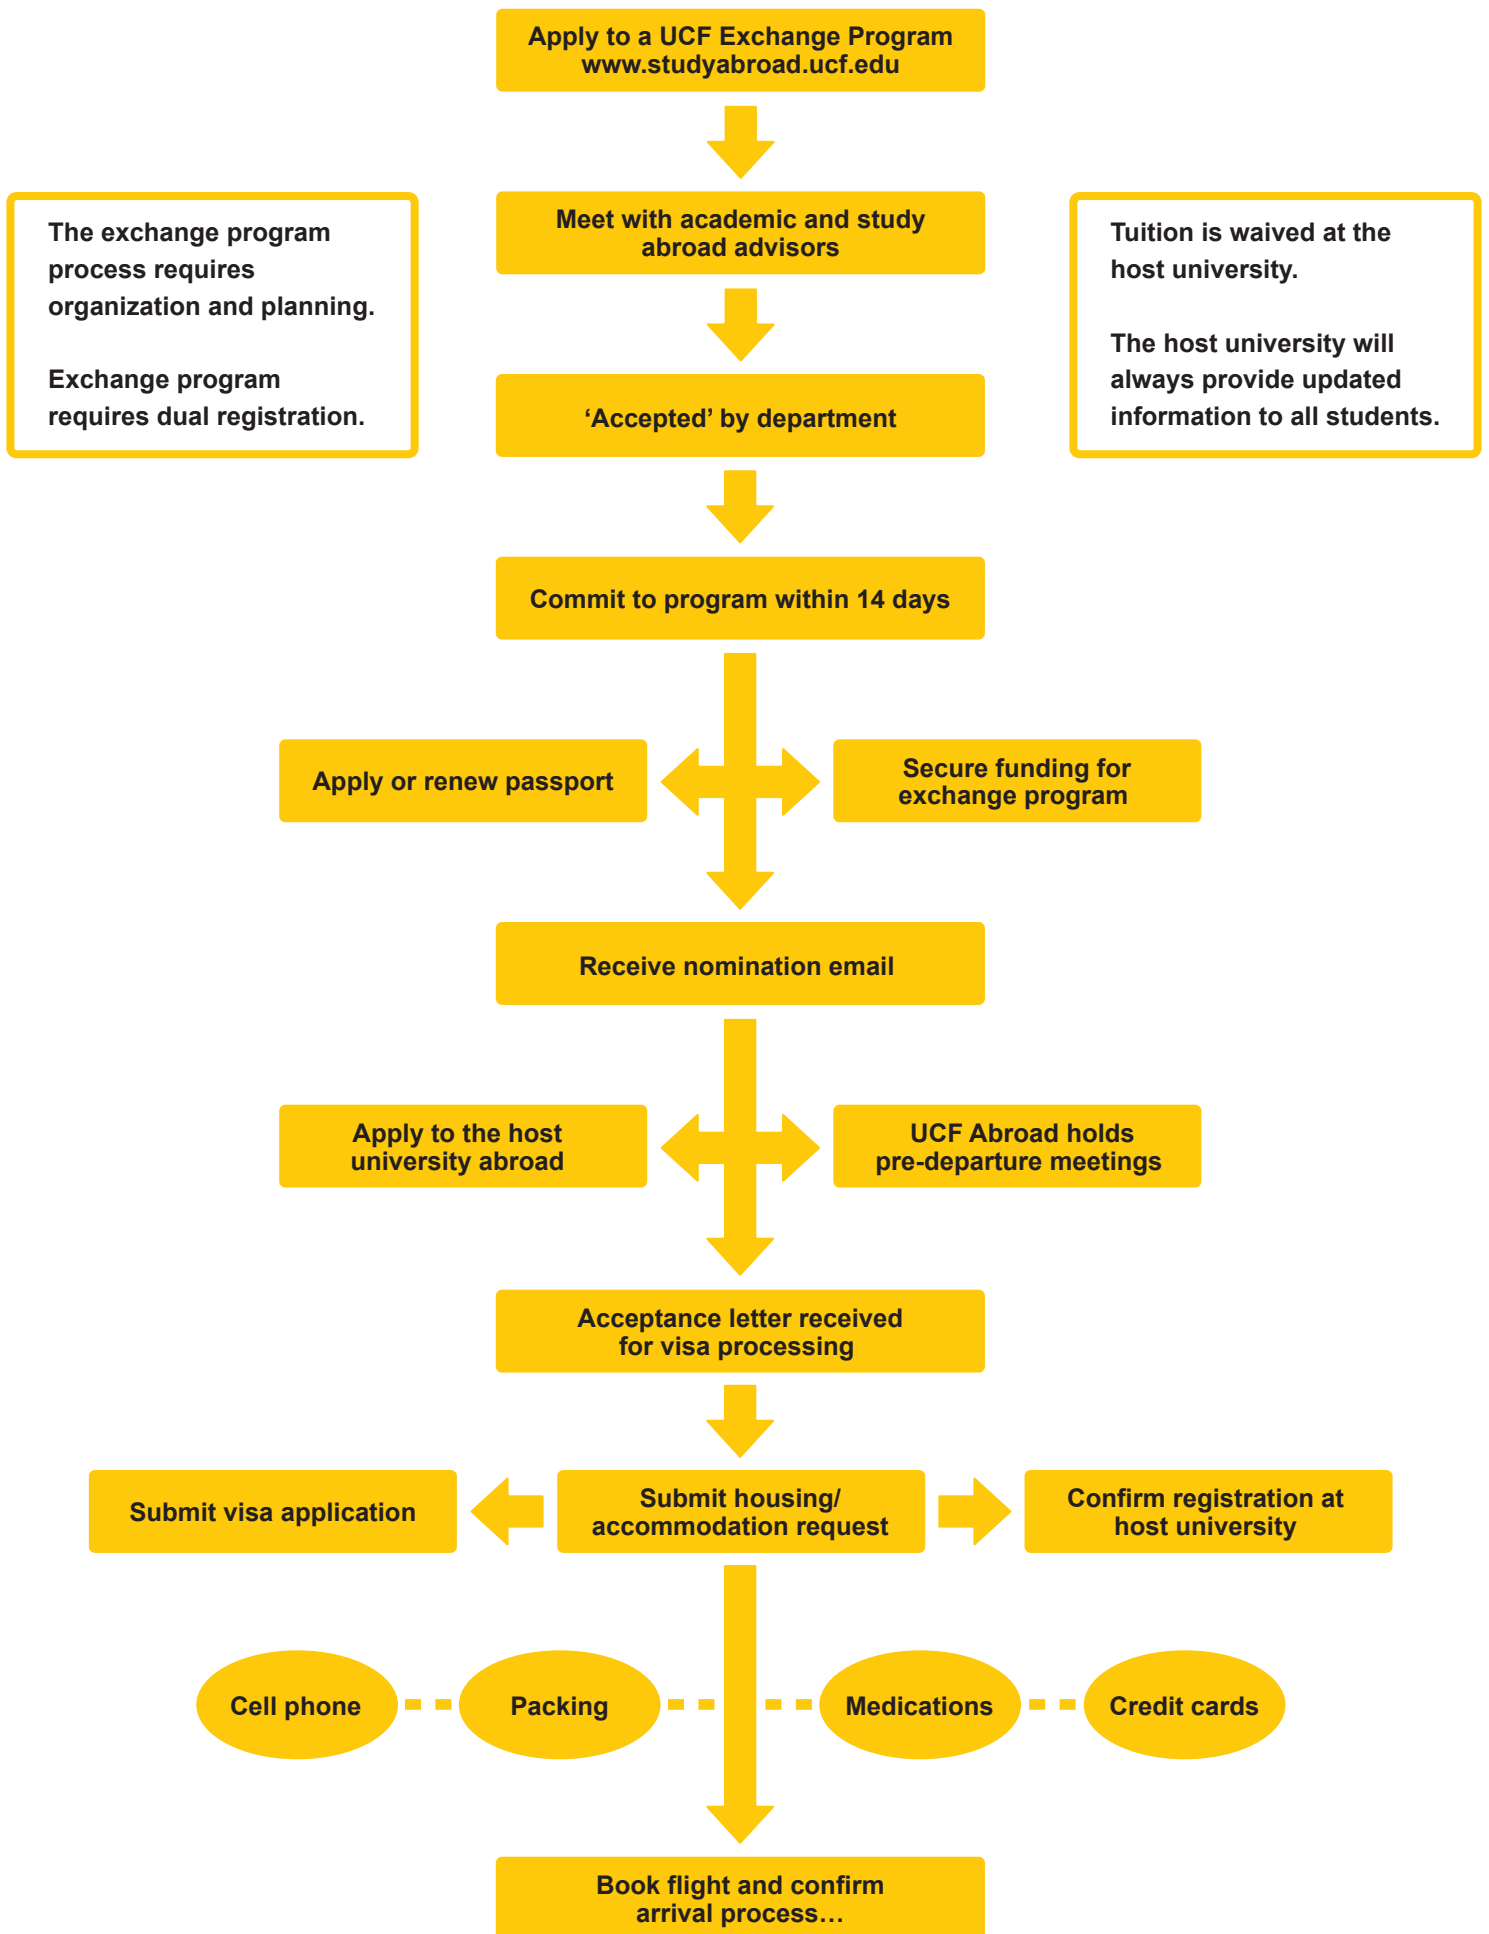 Apply to a UCF Exchange Program
www.studyabroad.ucf.edu
The exchange program
process requires
organization and planning.
Exchange program
requires dual registration.
Meet with academic and study
abroad advisors
Tuition is waived at the
host university.
The host university will
always provide updated
information to all students.
‘Accepted’ by department
Commit to program within 14 days
Apply or renew passport
Secure funding for
exchange program
Receive nomination email
Apply to the host
university abroad
UCF Abroad holds
pre-departure meetings
Acceptance letter received
for visa processing
Submit visa application
Submit housing/
accommodation request
Confirm registration at
host university
Cell phone
Packing
Medications
Credit cards
Book flight and confirm
arrival process…